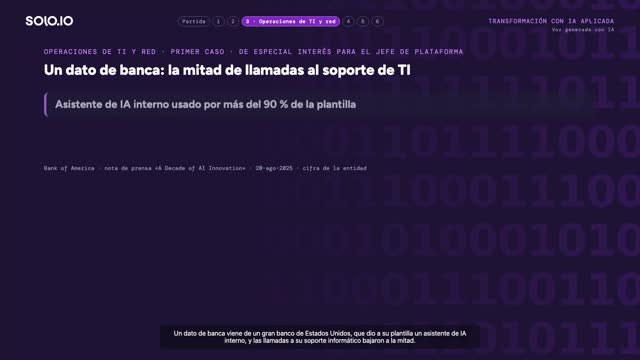 SOLO.IO
Partida 1 2 3 · Operaciones de TI y red 4 5 6
TRANSFORMACIÓN CON IA APLICADA
Voz generada con IA
OPERACIONES DE TI Y RED · PRIMER CASO · DE ESPECIAL INTERÉS PARA EL JEFE DE PLATAFORMA
Un dato de banca: la mitad de llamadas al soporte de TI
Asistente de IA interno usado por más del 90 % de la plantilla
Bank of America · nota de prensa «A Decade of AI Innovation» · 20-ago-2025 · cifra de la entidad
Un dato de banca viene de un gran banco de Estados Unidos, que dio a su plantilla un asistente de IA
interno, y las llamadas a su soporte informático bajaron a la mitad.